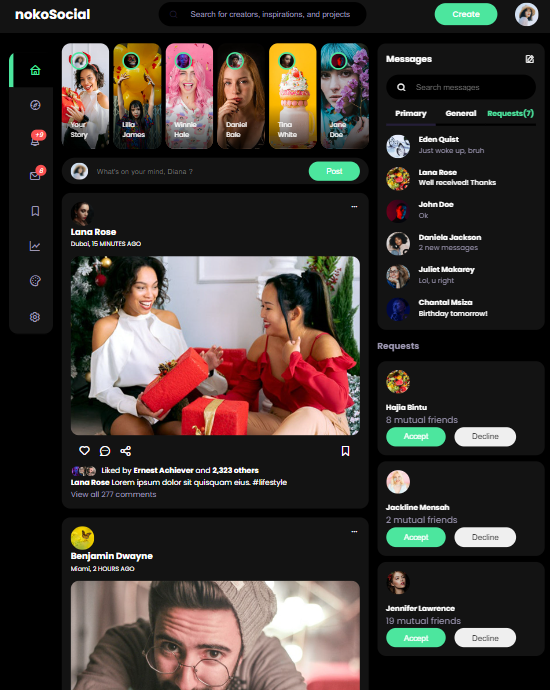 nokoSocial
Search for creators, inspirations, and projects
Create
+9
6
Your
Story
Lilla
James
Winnie
Hale
Daniel
Bale
Tina
White
Jane
Doe
What's on your mind, Diana ?
Post
Lana Rose
Dubai, 15 MINUTES AGO
Liked by Ernest Achiever and 2,323 others
Lana Rose Lorem ipsum dolor sit quisquam eius. #lifestyle
View all 277 comments
Benjamin Dwayne
Miami, 2 HOURS AGO
Messages
Search messages
Primary
General
Requests(7)
Eden Quist
Just woke up, bruh
Lana Rose
Well received! Thanks
John Doe
Ok
Daniela Jackson
2 new messages
Juliet Makarey
Lol, u right
Chantal Msiza
Birthday tomorrow!
Requests
Hajia Bintu
8 mutual friends
Accept
Decline
Jackline Mensah
2 mutual friends
Accept
Decline
Jennifer Lawrence
19 mutual friends
Accept
Decline